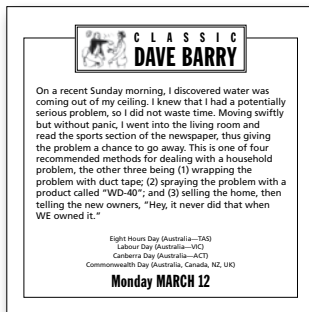 CLASSIC
DAVE BARRY
On a recent Sunday morning, I discovered water was
coming out of my ceiling. I knew that I had a potentially
serious problem, so I did not waste time. Moving swiftly
but without panic, I went into the living room and
read the sports section of the newspaper, thus giving
the problem a chance to go away. This is one of four
recommended methods for dealing with a household
problem, the other three being (1) wrapping the
problem with duct tape; (2) spraying the problem with a
product called "WD-40"; and (3) selling the home, then
telling the new owners, "Hey, it never did that when
WE owned it."
Eight Hours Day (Australia—TAS)
Labour Day (Australia—VIC)
Canberra Day (Australia—ACT)
Commonwealth Day (Australia, Canada, NZ, UK)
Monday MARCH 12